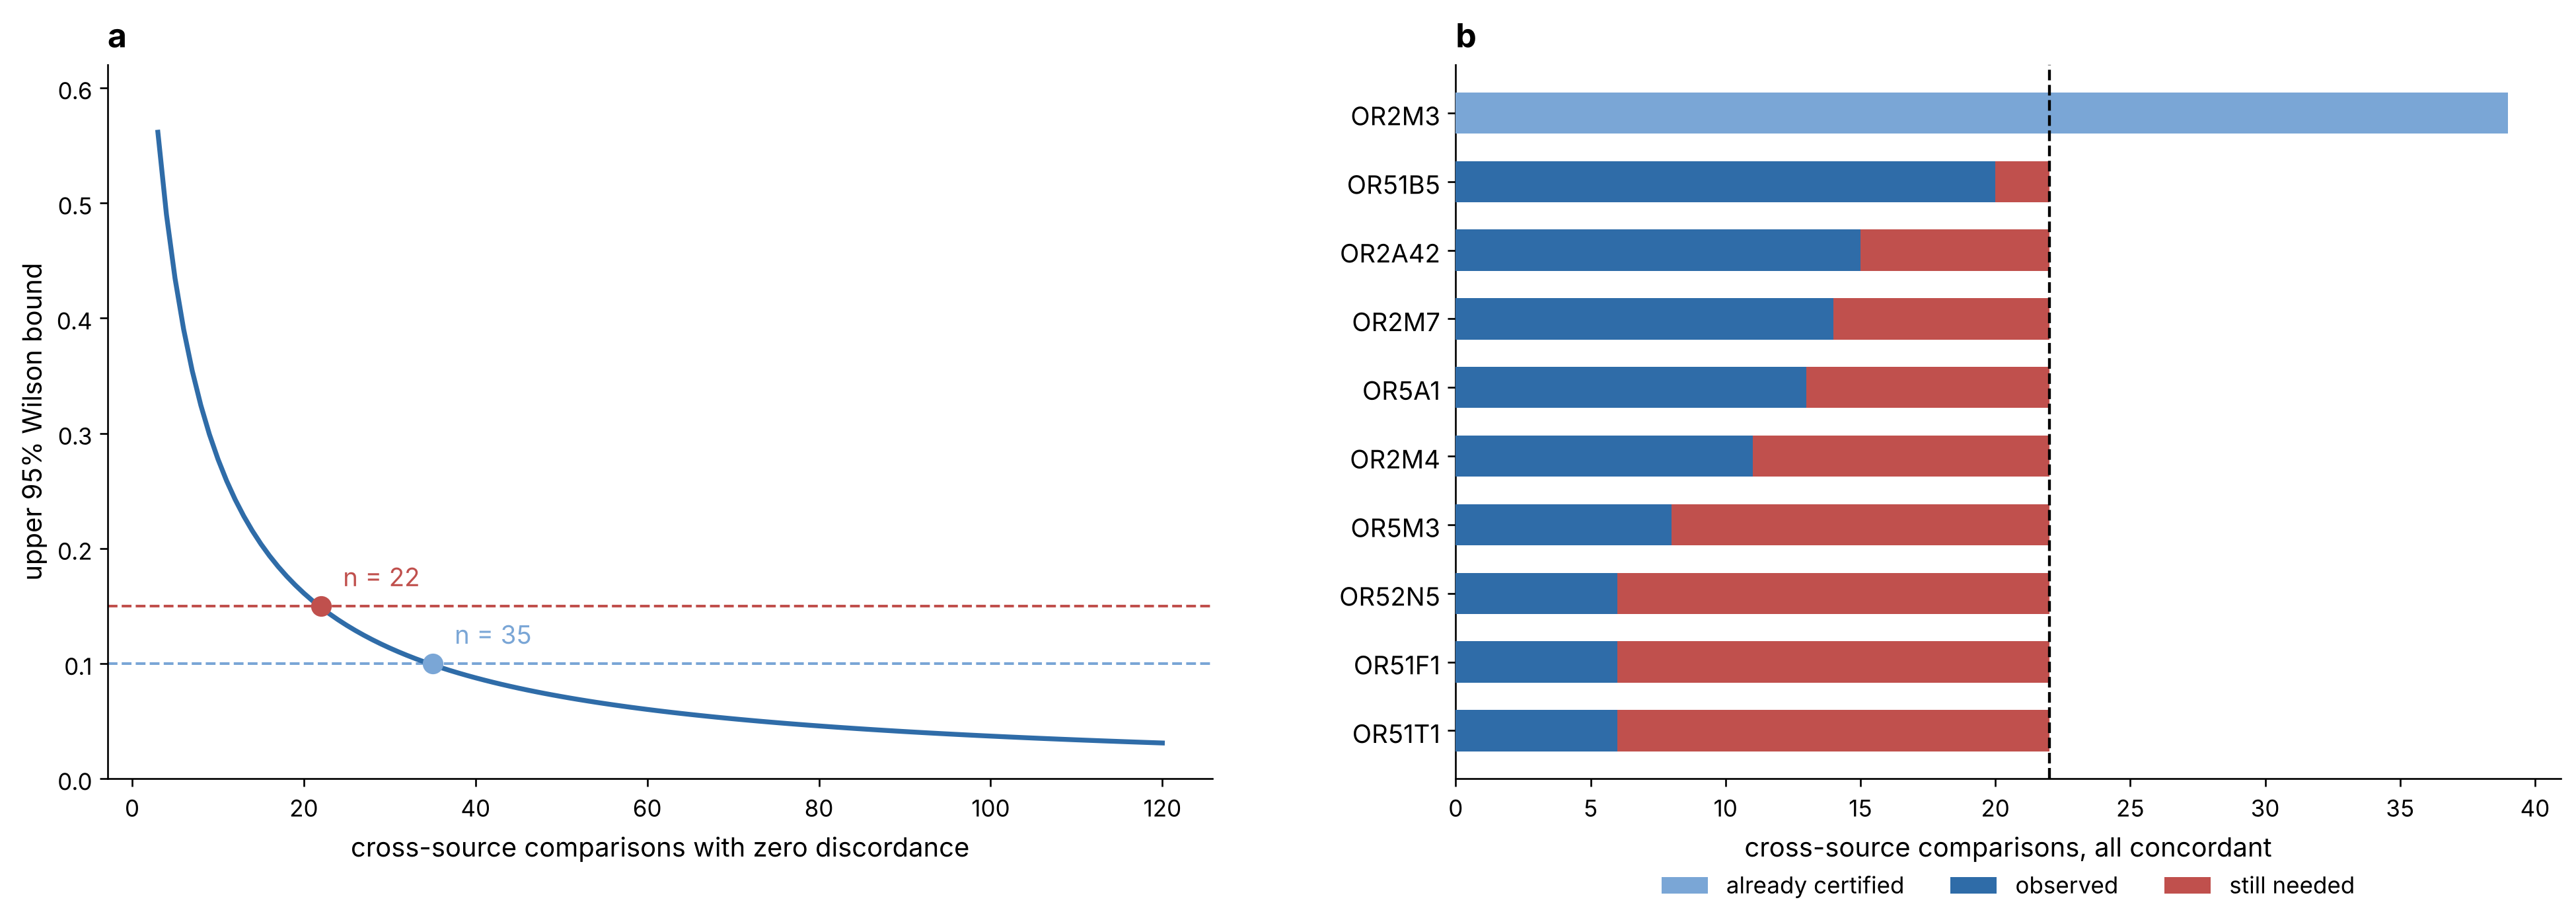 a
upper 95% Wilson bound
0.6
0.5
0.4
0.3
0.2
0.1
0.0
n = 22
n = 35
0 20 40 60 80 100 120
cross-source comparisons with zero discordance
b
OR2M3
OR51B5
OR2A42
OR2M7
OR5A1
OR2M4
OR5M3
OR52N5
OR51F1
OR51T1
0 5 10 15 20 25 30 35 40
cross-source comparisons, all concordant
already certified observed still needed